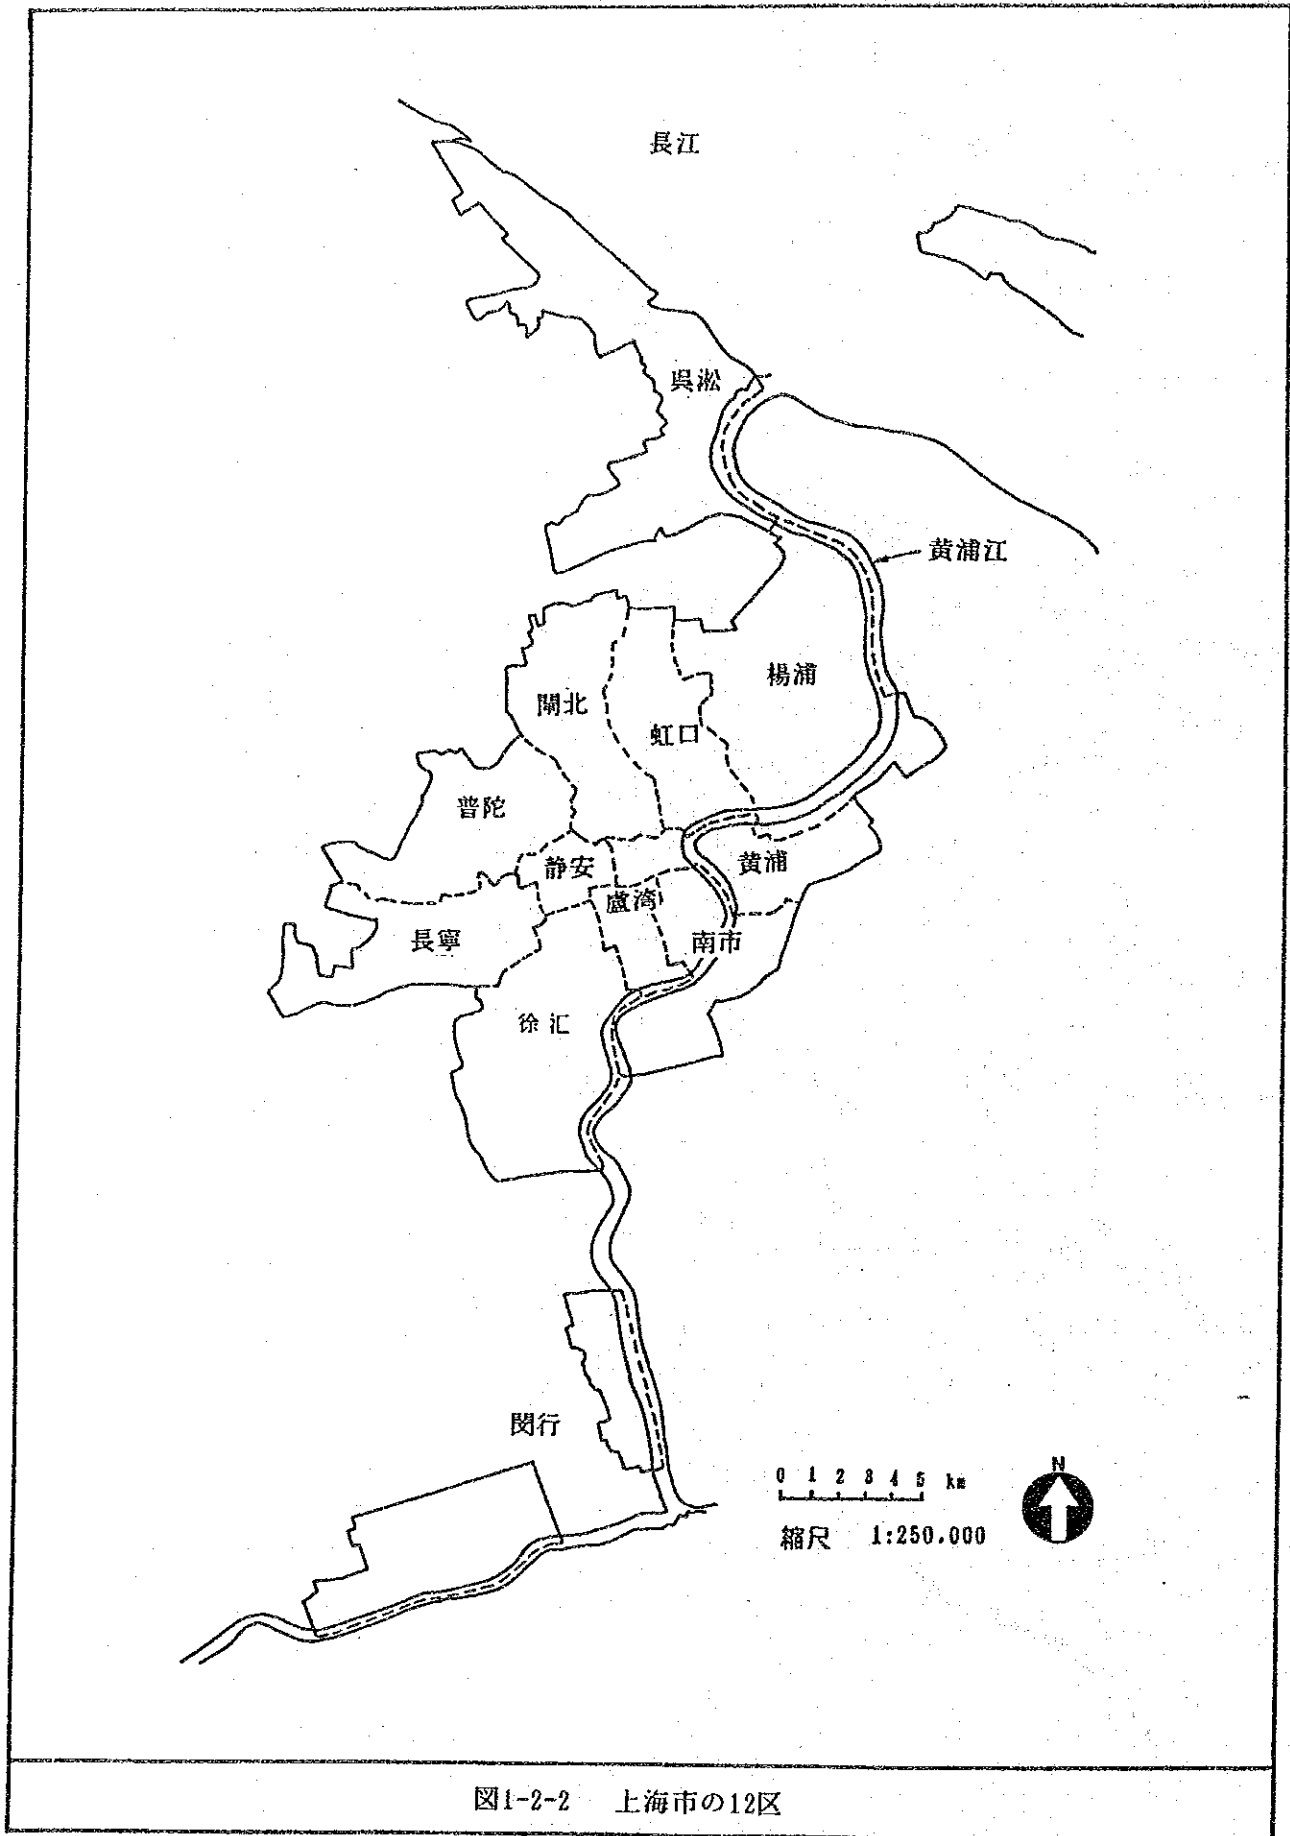 長江
呉淞
黄浦江
楊浦
閘北
虹口
普陀
静安
黄浦
盧湾
長寧
南市
徐汇
閔行
0 1 2 3 4 5 km
N
縮尺 1:250.000
図1-2-2 上海市の12区